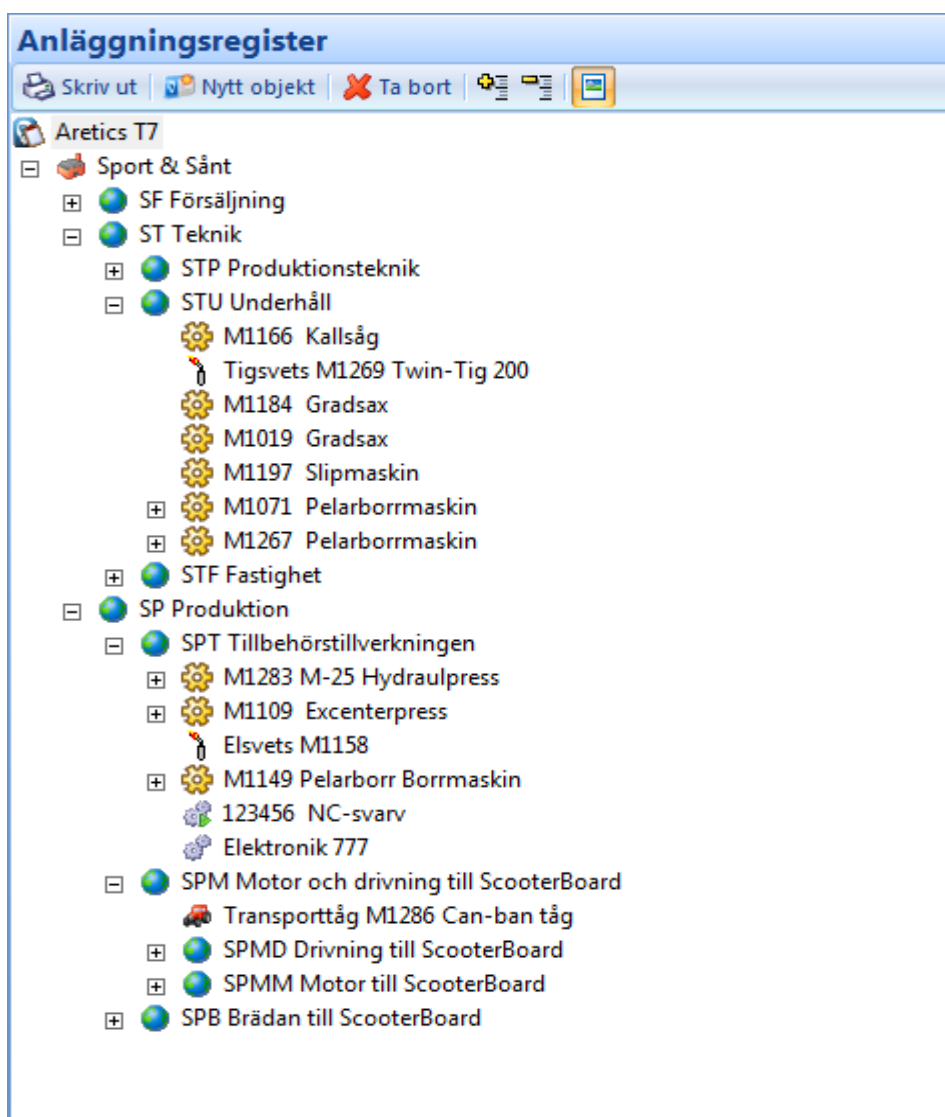 Anläggningsregister
Skriv ut Nytt objekt Ta bort
Aretics T7
Sport & Sånt
SF Försäljning
ST Teknik
STP Produktionsteknik
STU Underhåll
M1166 Kallsåg
Tigsvets M1269 Twin-Tig 200
M1184 Gradsax
M1019 Gradsax
M1197 Slipmaskin
M1071 Pelarborrmaskin
M1267 Pelarborrmaskin
STF Fastighet
SP Produktion
SPT Tillbehörstillverkningen
M1283 M-25 Hydraulpress
M1109 Excenterpress
Elsvets M1158
M1149 Pelarborr Borrmaskin
123456 NC-svarv
Elektronik 777
SPM Motor och drivning till ScooterBoard
Transporttåg M1286 Can-ban tåg
SPMD Drivning till ScooterBoard
SPMM Motor till ScooterBoard
SPB Brädan till ScooterBoard